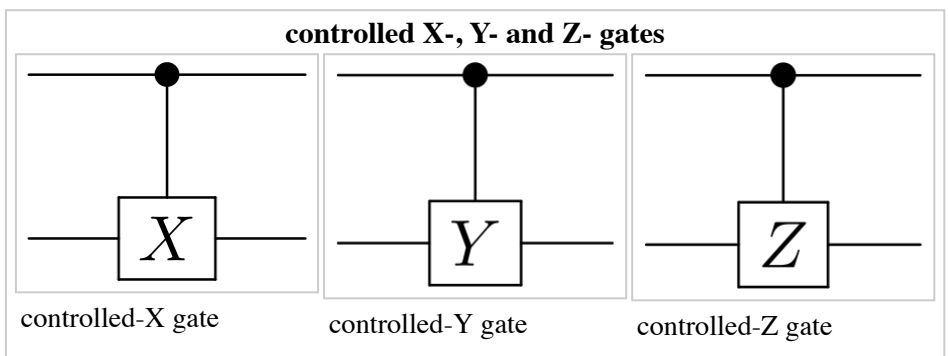 controlled X-, Y- and Z- gates
X
Y
Z
controlled-X gate
controlled-Y gate
controlled-Z gate